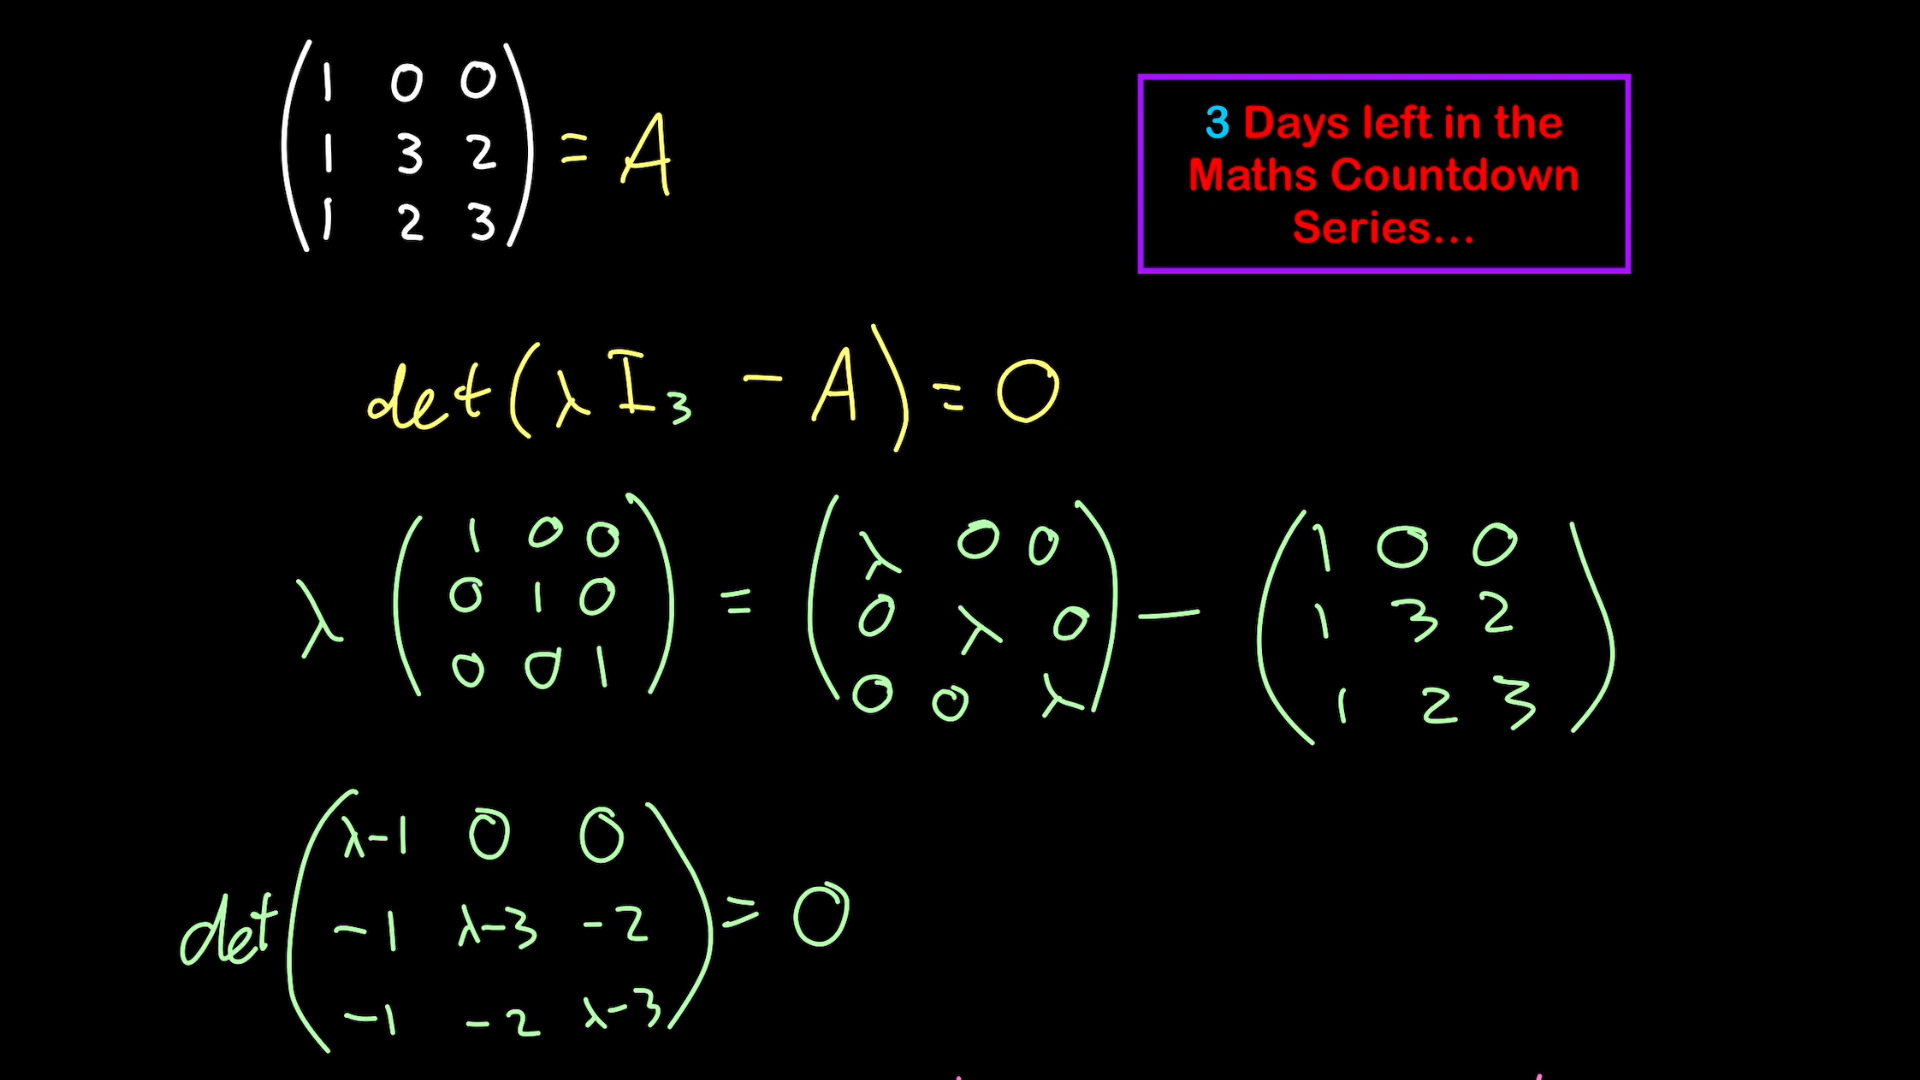 1 0 0
1 3 2 = A
1 2 3
3 Days left in the
Maths Countdown
Series...
det(λI₃ - A) = 0
λ (1 0 0 = (λ 0 0 - (1 0 0
0 1 0) 0 λ 0) 1 3 2)
0 0 1 0 0 λ 1 2 3
λ-1 0 0
det(-1 λ-3 -2) = 0
-1 -2 λ-3